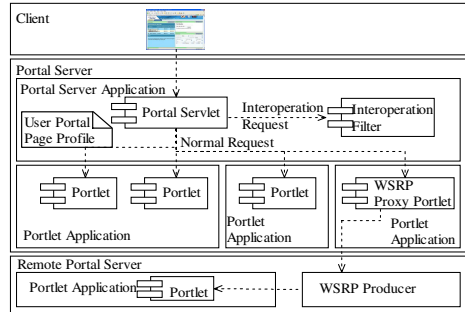 Client
Portal Server
Portal Server Application
User Portal
Page Profile
Portal Servlet
Interoperation
Request
Interoperation
Filter
Normal Request
Portlet
Portlet
Portlet Application
Portlet
Portlet
Application
WSRP
Proxy Portlet
Portlet
Application
Remote Portal Server
Portlet Application
Portlet
WSRP Producer